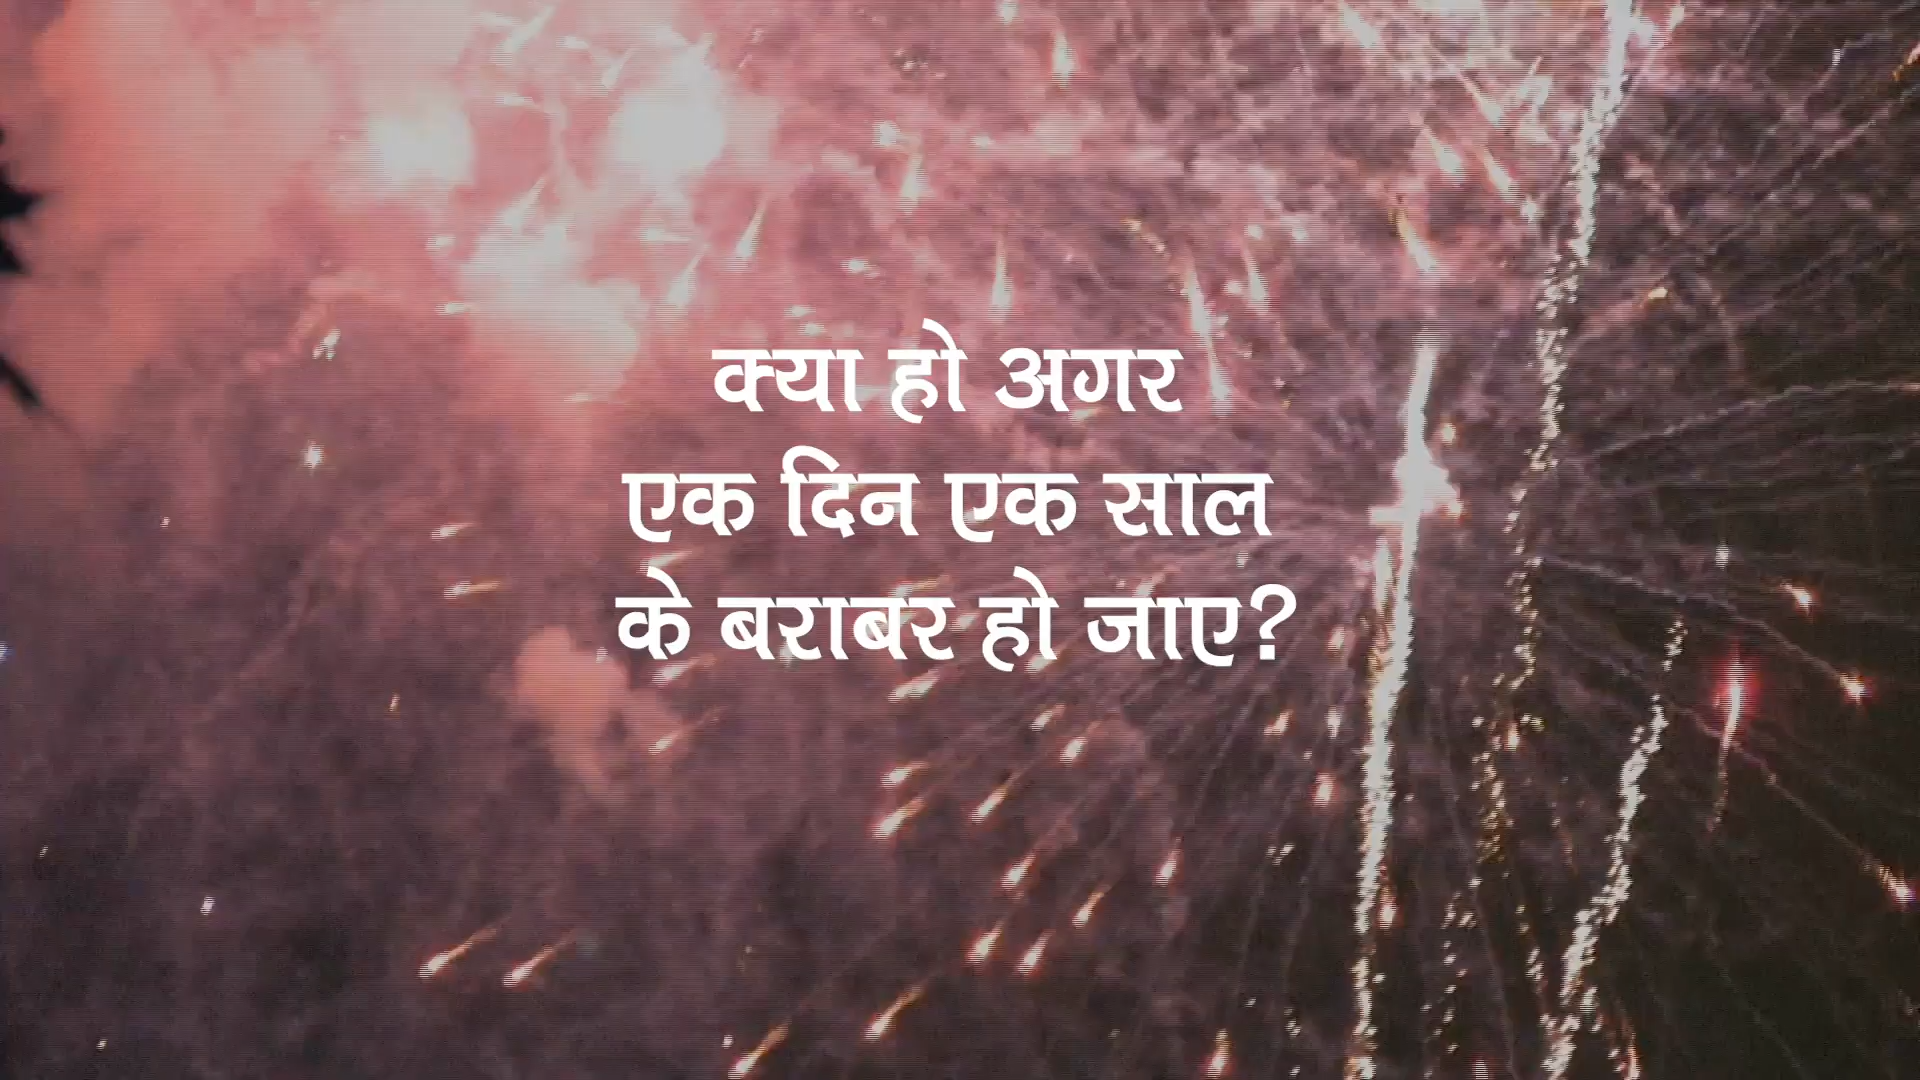 क्या हो अगर
एक दिन एक साल
के बराबर हो जाए?